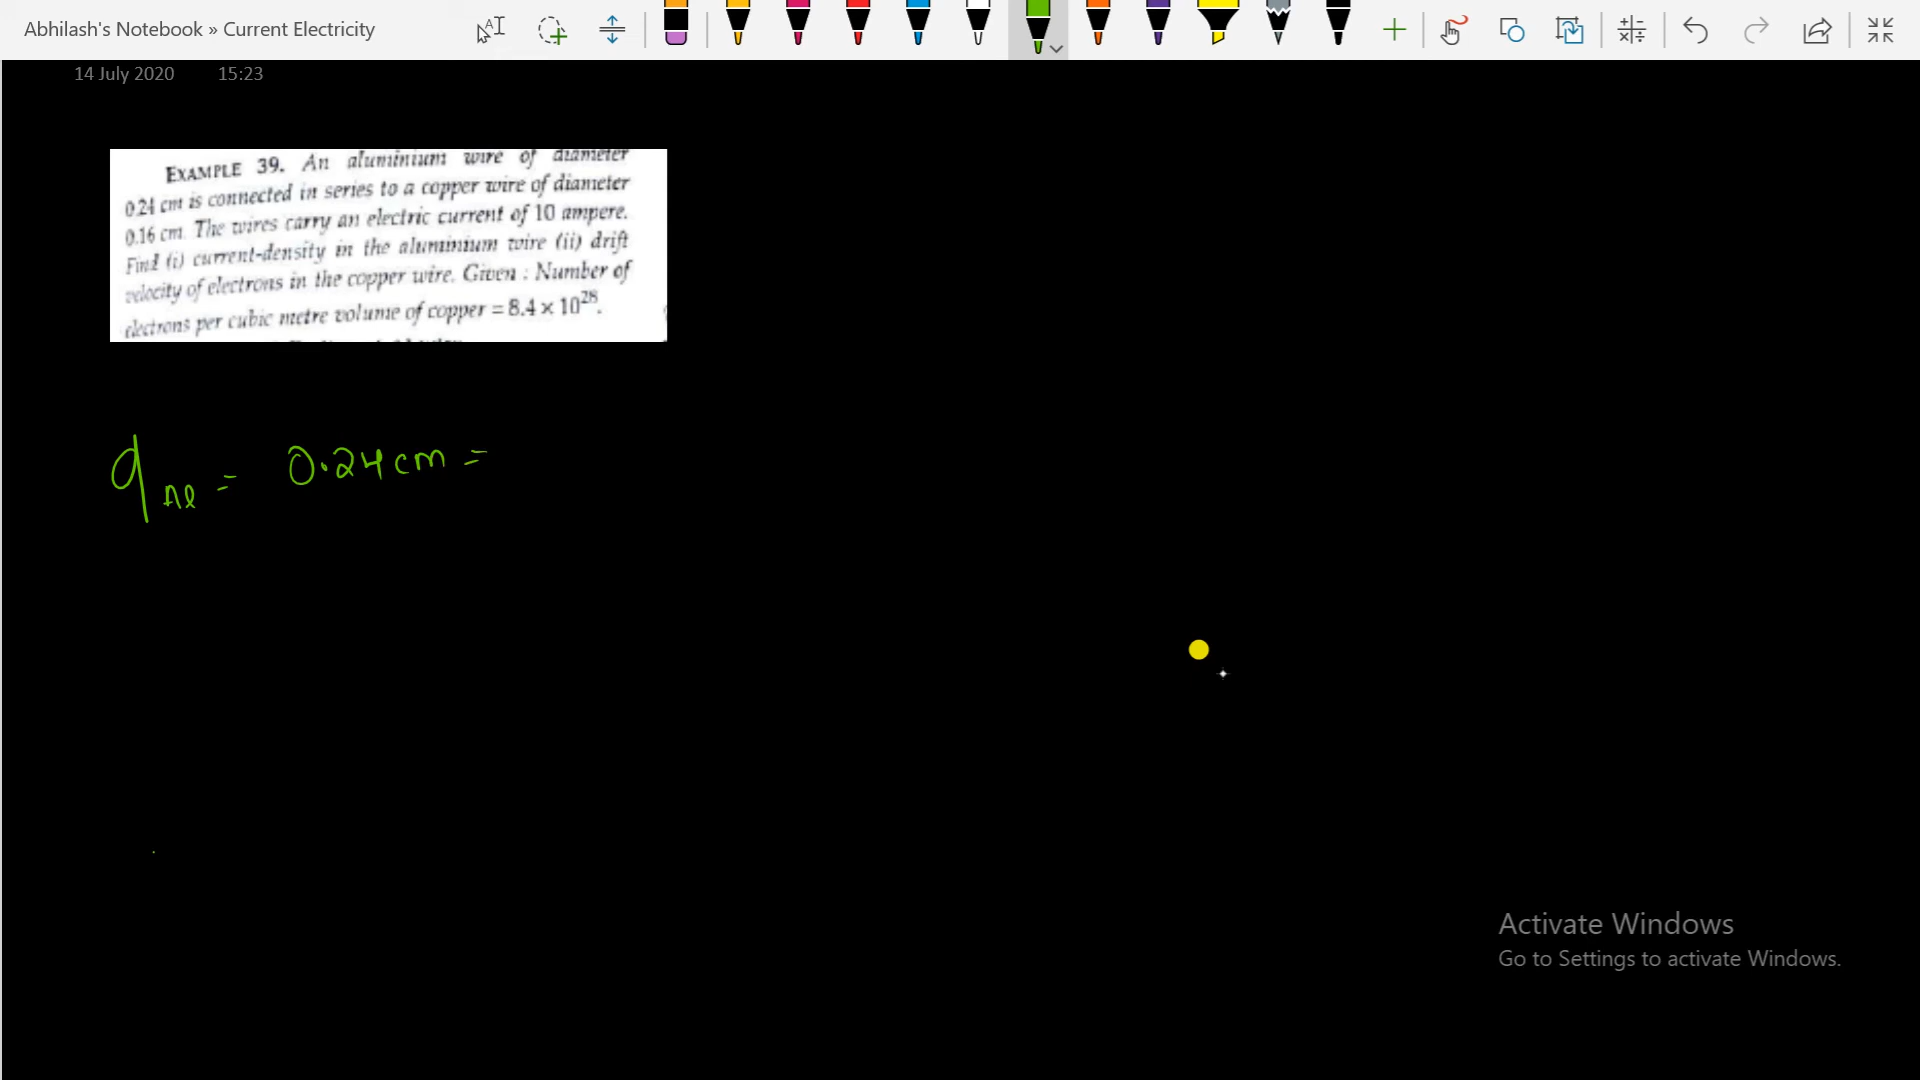 Abhilash's Notebook » Current Electricity
14 July 2020 15:23
EXAMPLE 39. An aluminium wire of diameter
0.24 cm is connected in series to a copper wire of diameter
0.16 cm. The wires carry an electric current of 10 ampere.
Find (i) current-density in the aluminium wire (ii) drift
velocity of electrons in the copper wire. Given : Number of
electrons per cubic metre volume of copper = 8.4 × 10²⁸.
d Al = 0.24 cm =
Activate Windows
Go to Settings to activate Windows.